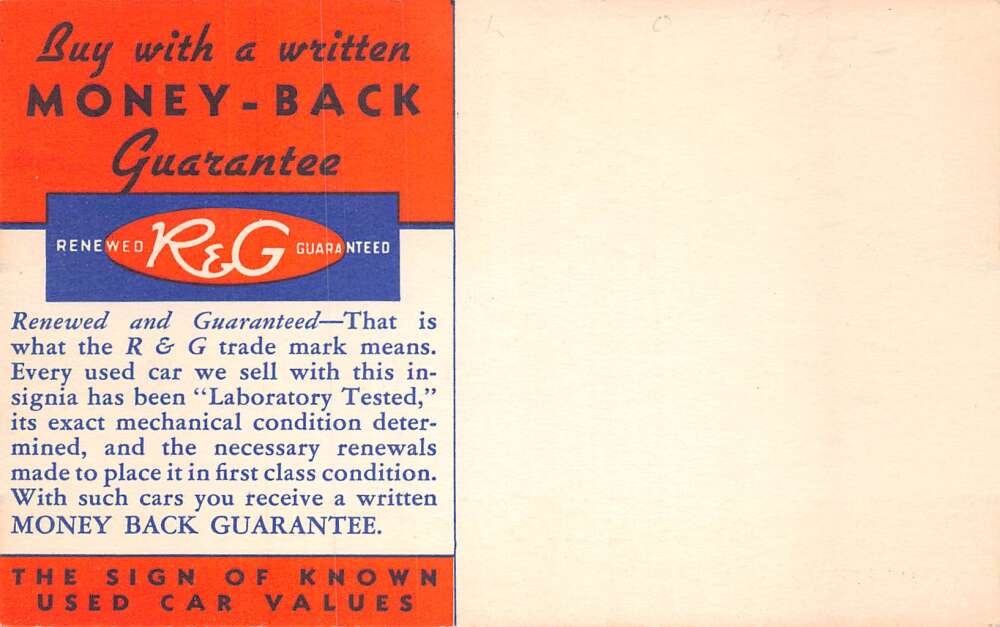 Buy with a written
MONEY-BACK
Guarantee
RENEWED R&G GUARANTEED
Renewed and Guaranteed—That is
what the R & G trade mark means.
Every used car we sell with this in-
signia has been “Laboratory Tested,”
its exact mechanical condition deter-
mined, and the necessary renewals
made to place it in first class condition.
With such cars you receive a written
MONEY BACK GUARANTEE.
THE SIGN OF KNOWN
USED CAR VALUES